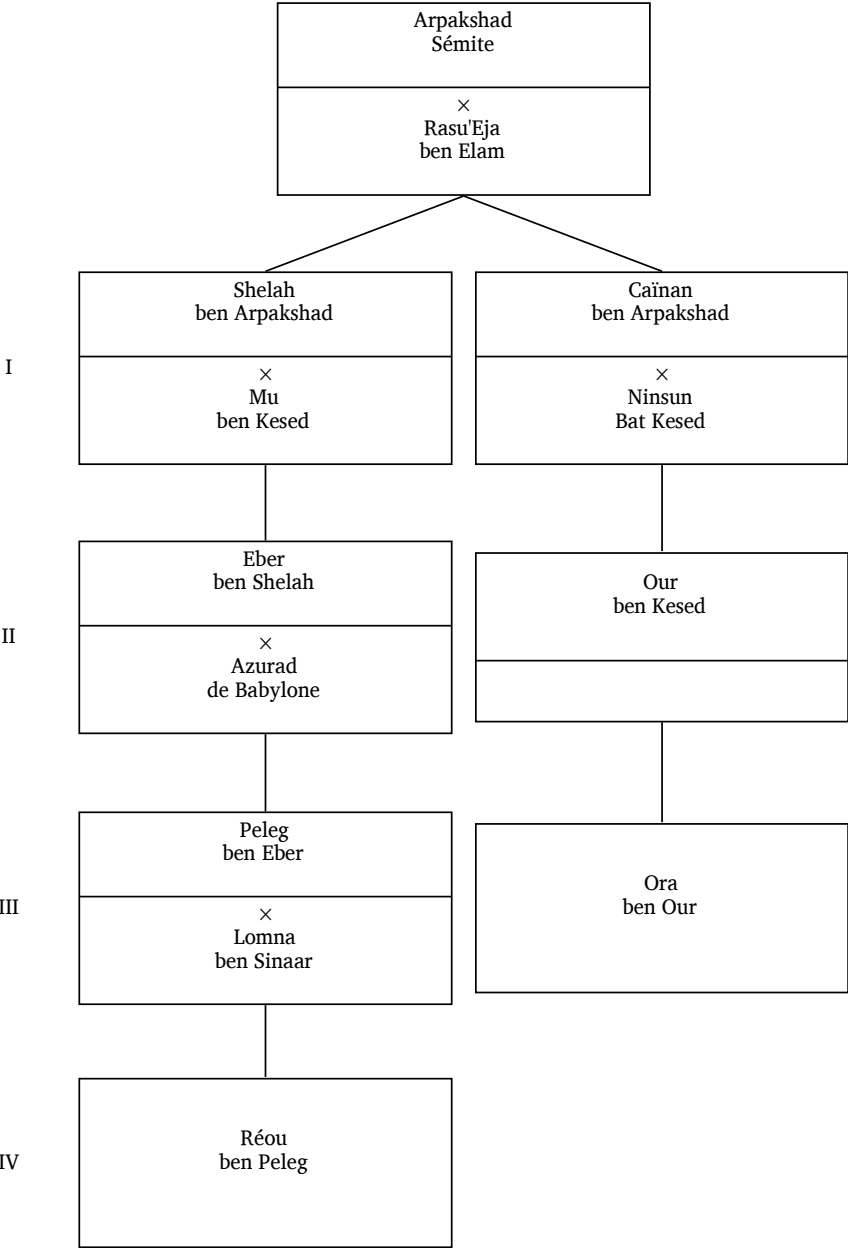 Arpakshad
Sémite
×
Rasu'Eja
ben Elam
I
Shelah
ben Arpakshad
×
Mu
ben Kesed
Caïnan
ben Arpakshad
×
Ninsun
Bat Kesed
II
Eber
ben Shelah
×
Azurad
de Babylone
Our
ben Kesed
III
Peleg
ben Eber
×
Lomna
ben Sinaar
Ora
ben Our
IV
Réou
ben Peleg